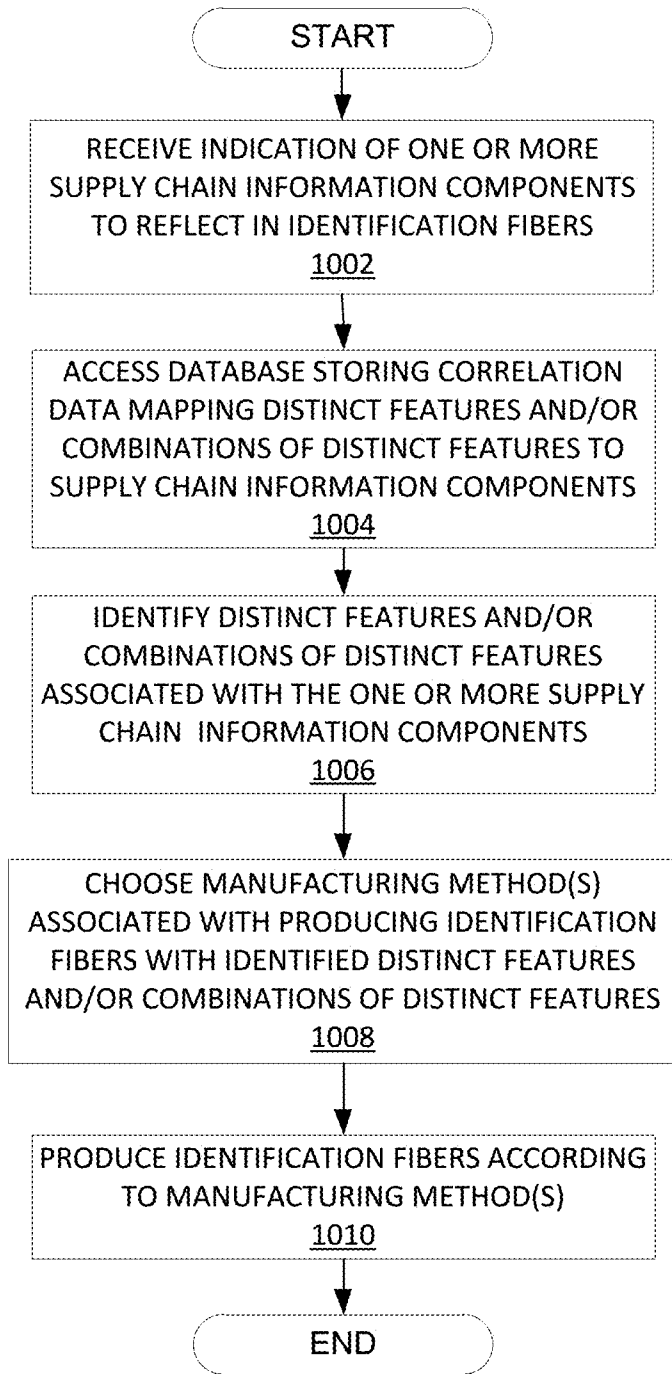 START
RECEIVE INDICATION OF ONE OR MORE
SUPPLY CHAIN INFORMATION COMPONENTS
TO REFLECT IN IDENTIFICATION FIBERS
1002
ACCESS DATABASE STORING CORRELATION
DATA MAPPING DISTINCT FEATURES AND/OR
COMBINATIONS OF DISTINCT FEATURES TO
SUPPLY CHAIN INFORMATION COMPONENTS
1004
IDENTIFY DISTINCT FEATURES AND/OR
COMBINATIONS OF DISTINCT FEATURES
ASSOCIATED WITH THE ONE OR MORE SUPPLY
CHAIN INFORMATION COMPONENTS
1006
CHOOSE MANUFACTURING METHOD(S)
ASSOCIATED WITH PRODUCING IDENTIFICATION
FIBERS WITH IDENTIFIED DISTINCT FEATURES
AND/OR COMBINATIONS OF DISTINCT FEATURES
1008
PRODUCE IDENTIFICATION FIBERS ACCORDING
TO MANUFACTURING METHOD(S)
1010
END